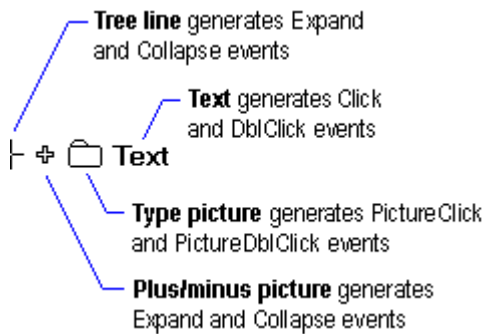 Tree line generates Expand
and Collapse events
Text generates Click
and DblClick events
Text
Type picture generates PictureClick
and PictureDblClick events
Plus/minus picture generates
Expand and Collapse events